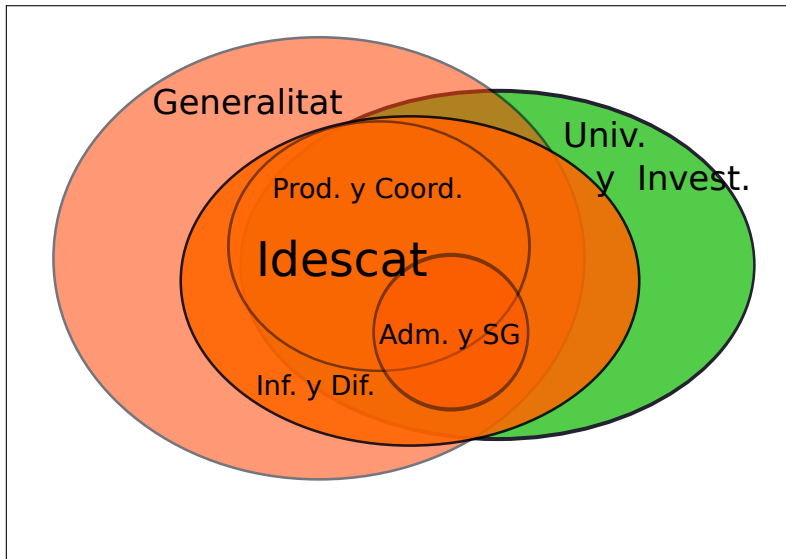 Generalitat
Univ.
y  Invest.
Prod. y Coord.
Idescat
Adm. y SG
Inf. y Dif.